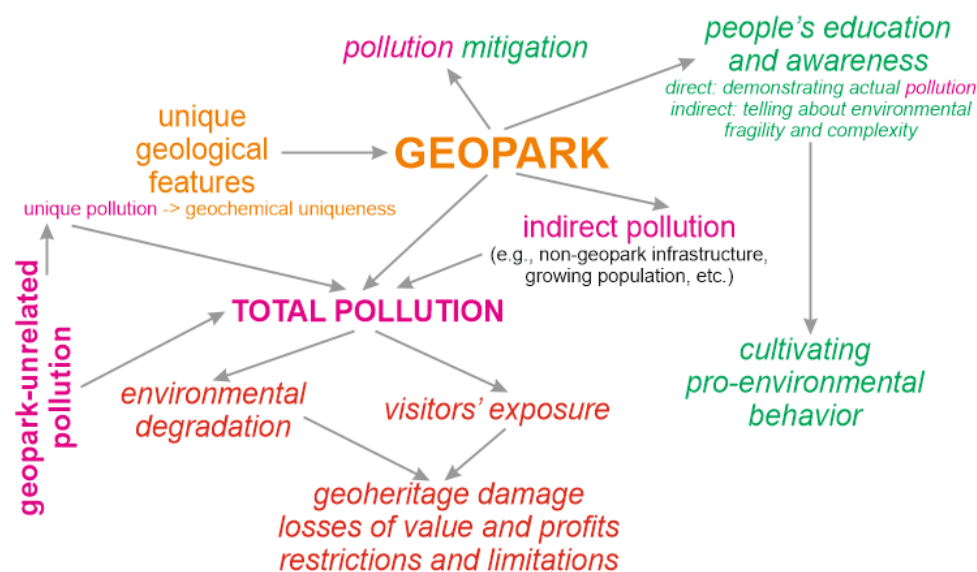 pollution mitigation
people's education
and awareness
direct: demonstrating actual pollution
indirect: telling about environmental
fragility and complexity
unique
geological
features
unique pollution -> geochemical uniqueness
GEOPARK
indirect pollution
(e.g., non-geopark infrastructure,
growing population, etc.)
TOTAL POLLUTION
geopark-unrelated
pollution
environmental
degradation
visitors' exposure
cultivating
pro-environmental
behavior
geoheritage damage
losses of value and profits
restrictions and limitations